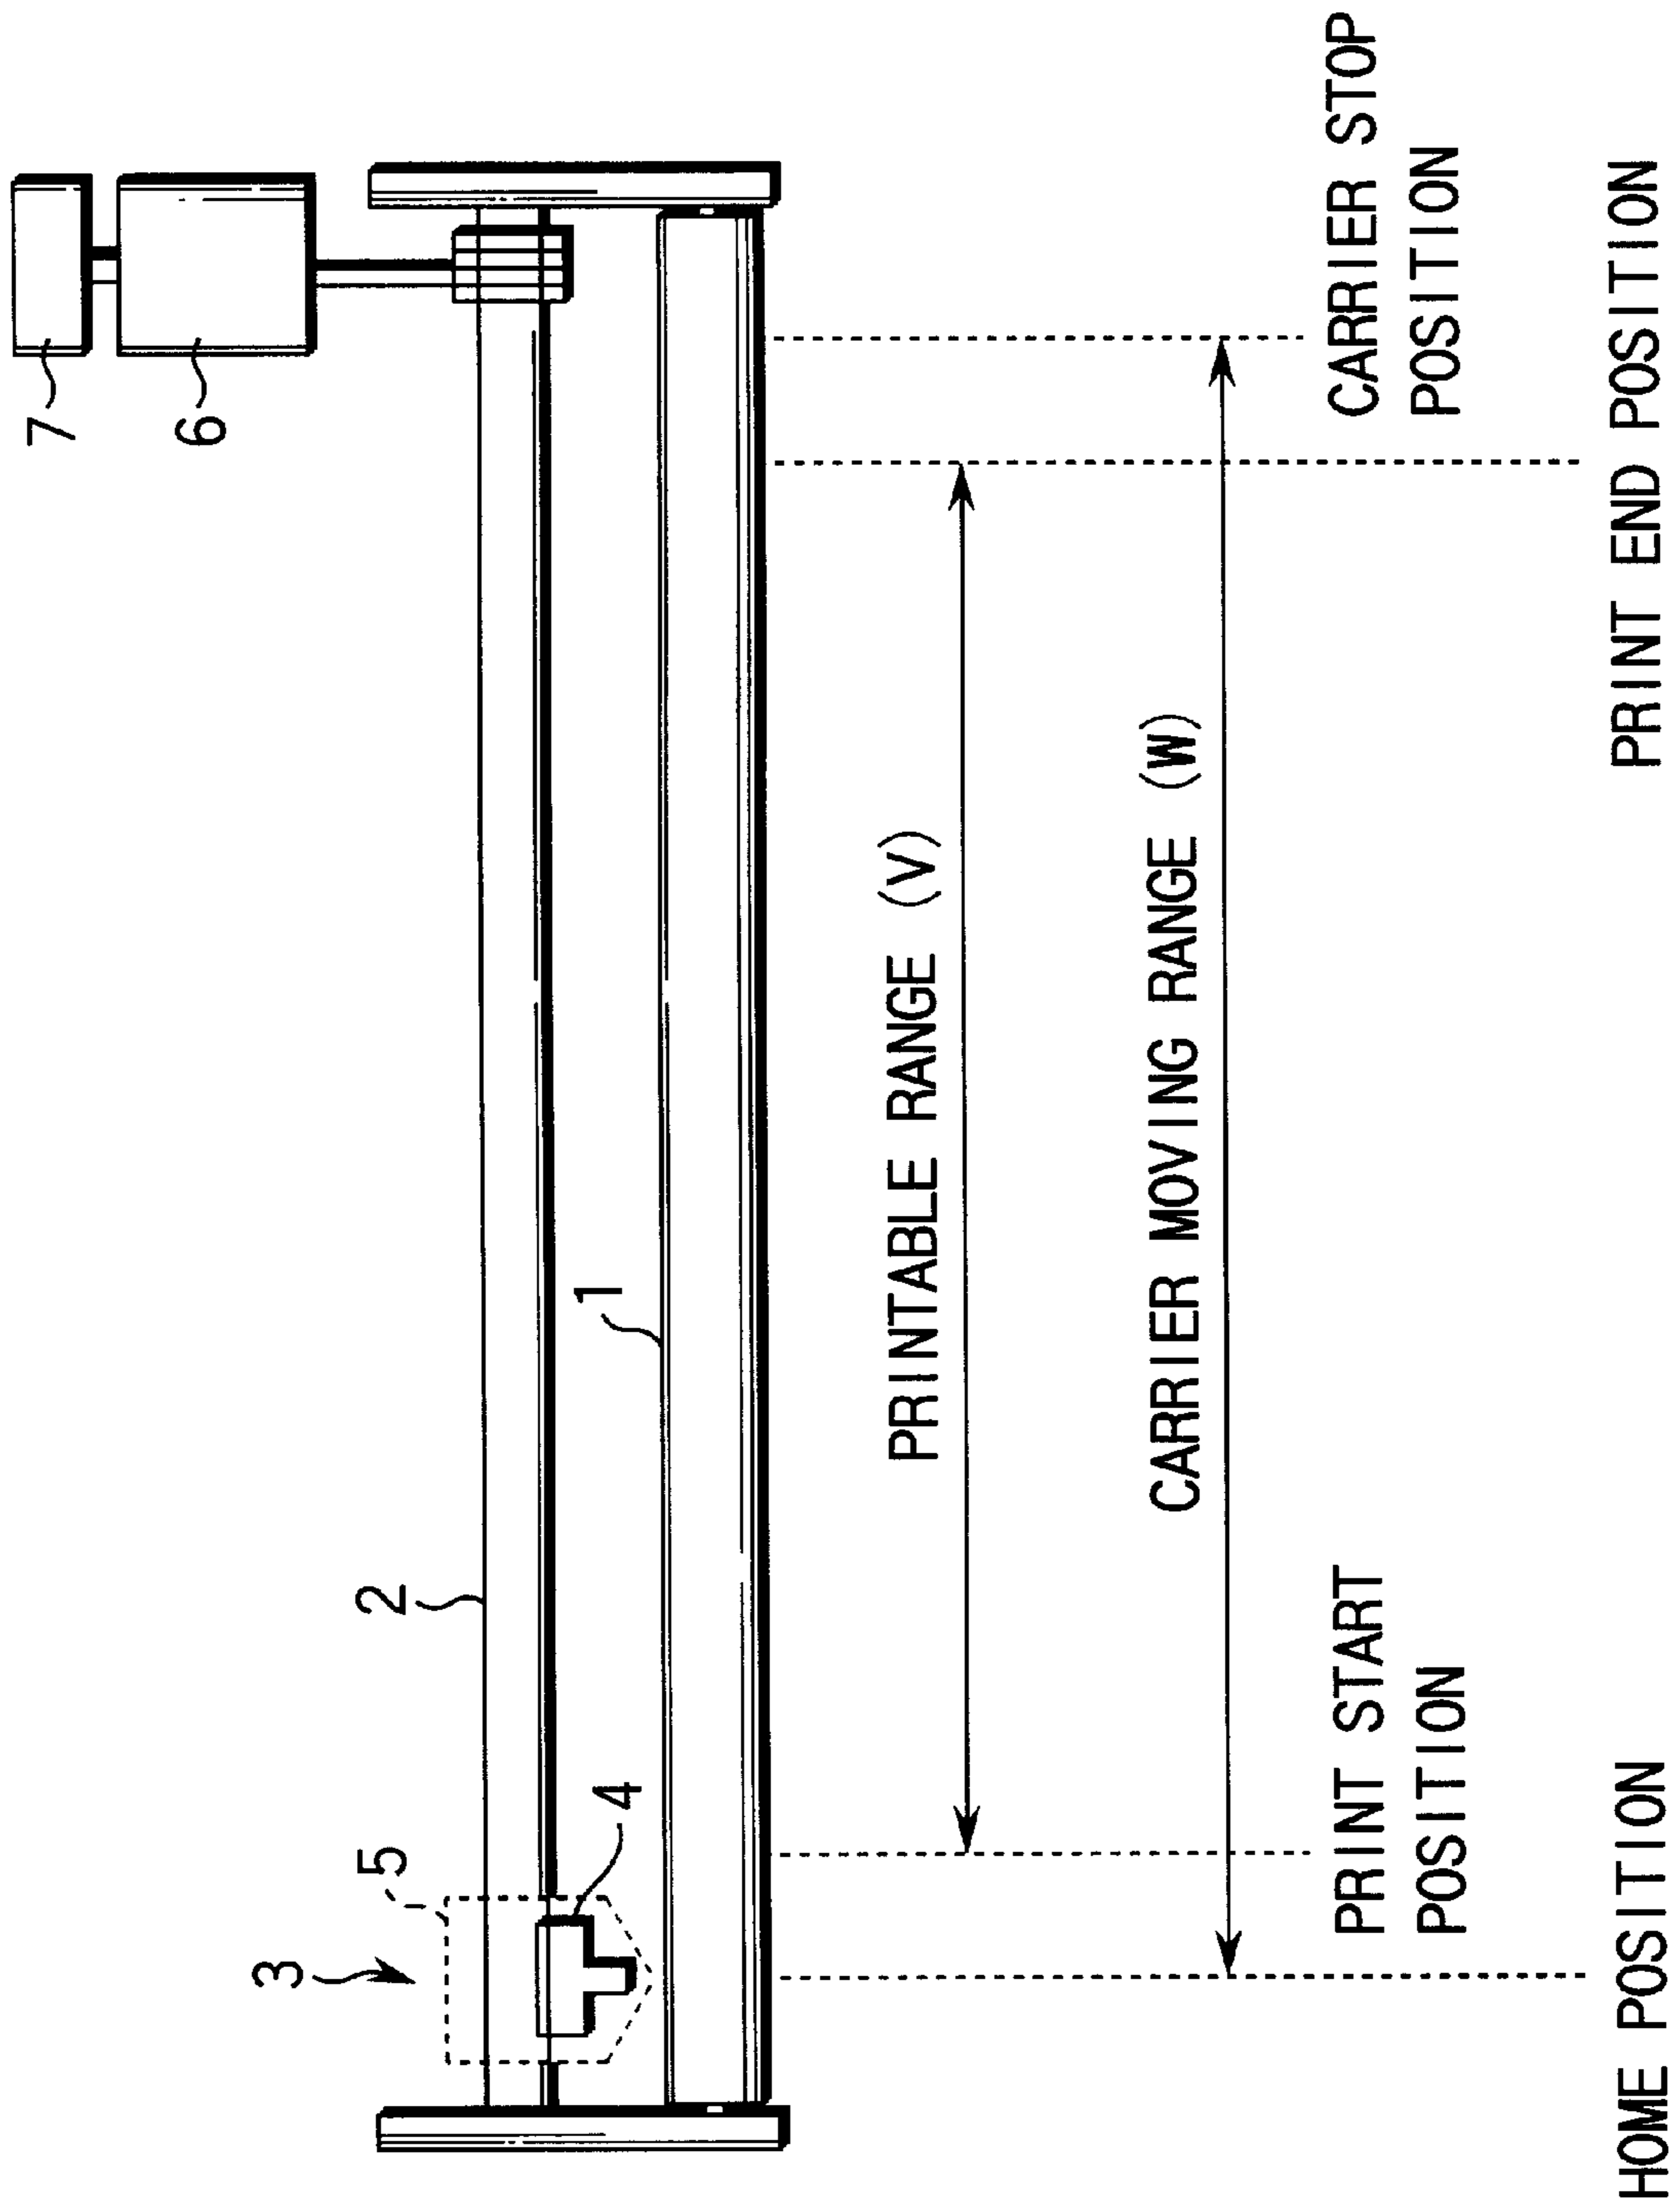 7
6
2
1
5
4
3
PRINTABLE RANGE (V)
CARRIER MOVING RANGE (W)
PRINT START
POSITION
CARRIER STOP
POSITION
HOME POSITION
PRINT END POSITION